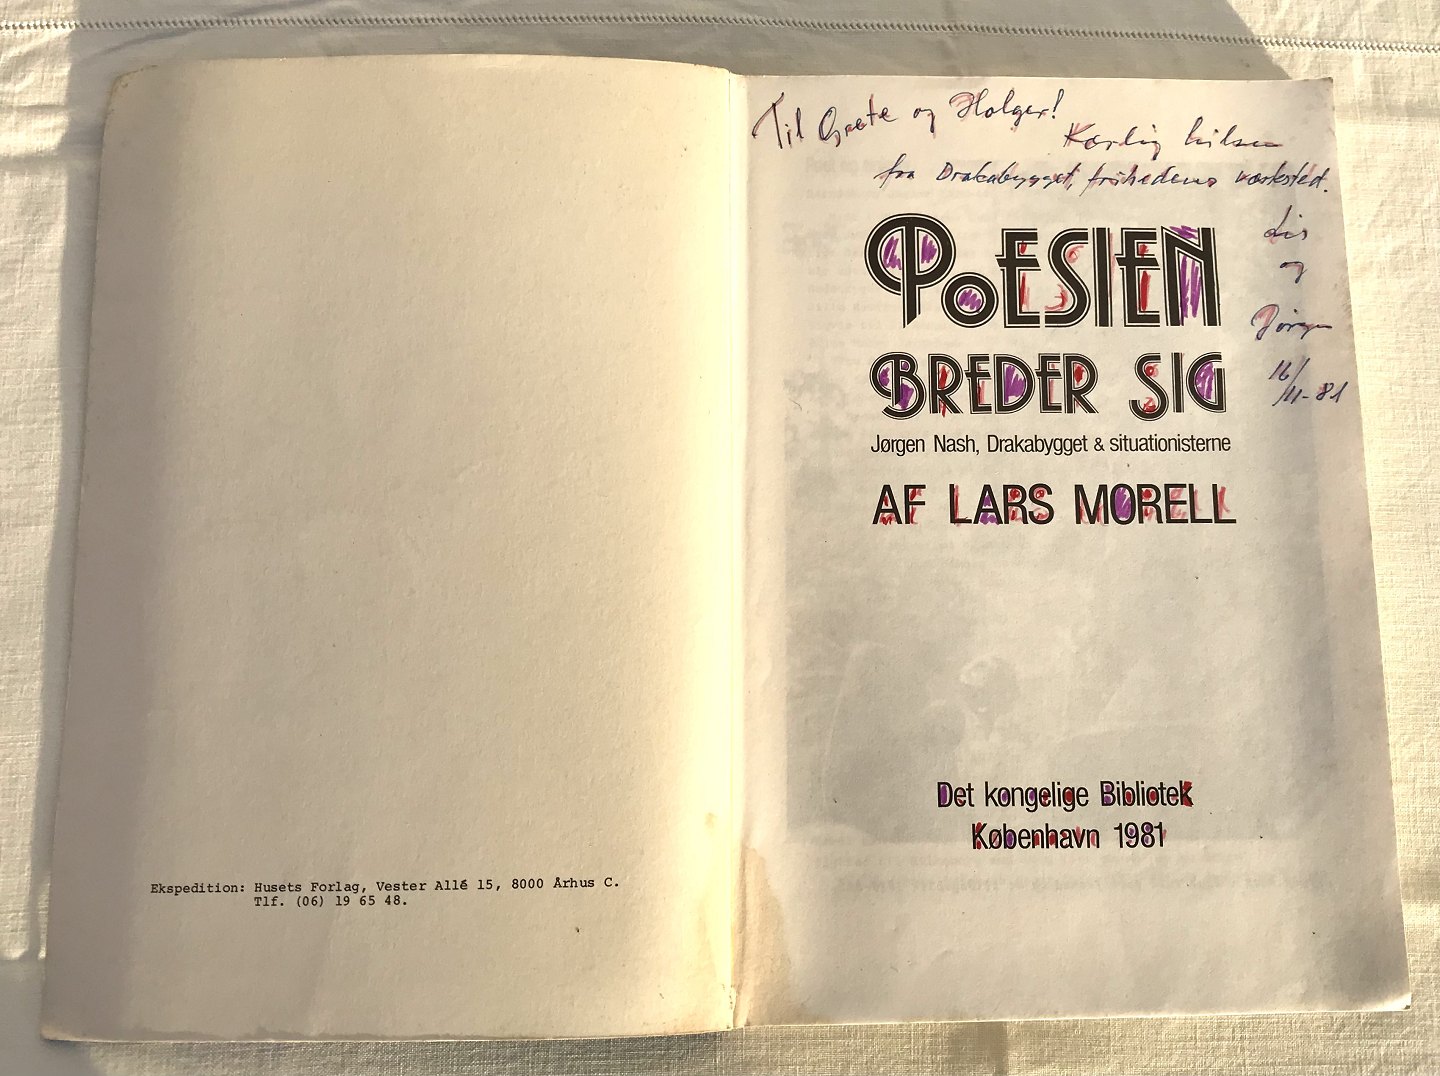 Ekspedition: Husets Forlag, Vester Allé 15, 8000 Århus C.
Tlf. (06) 19 65 48.
Til Grete og Holger!
Kærlig hilsen
fra Drakabygget, frihedens værksted.
Lis
og
Jørgen
16/11-81
POESIEN
BREDER SIG
Jørgen Nash, Drakabygget & situationisterne
AF LARS MORELL
Det kongelige Bibliotek
København 1981